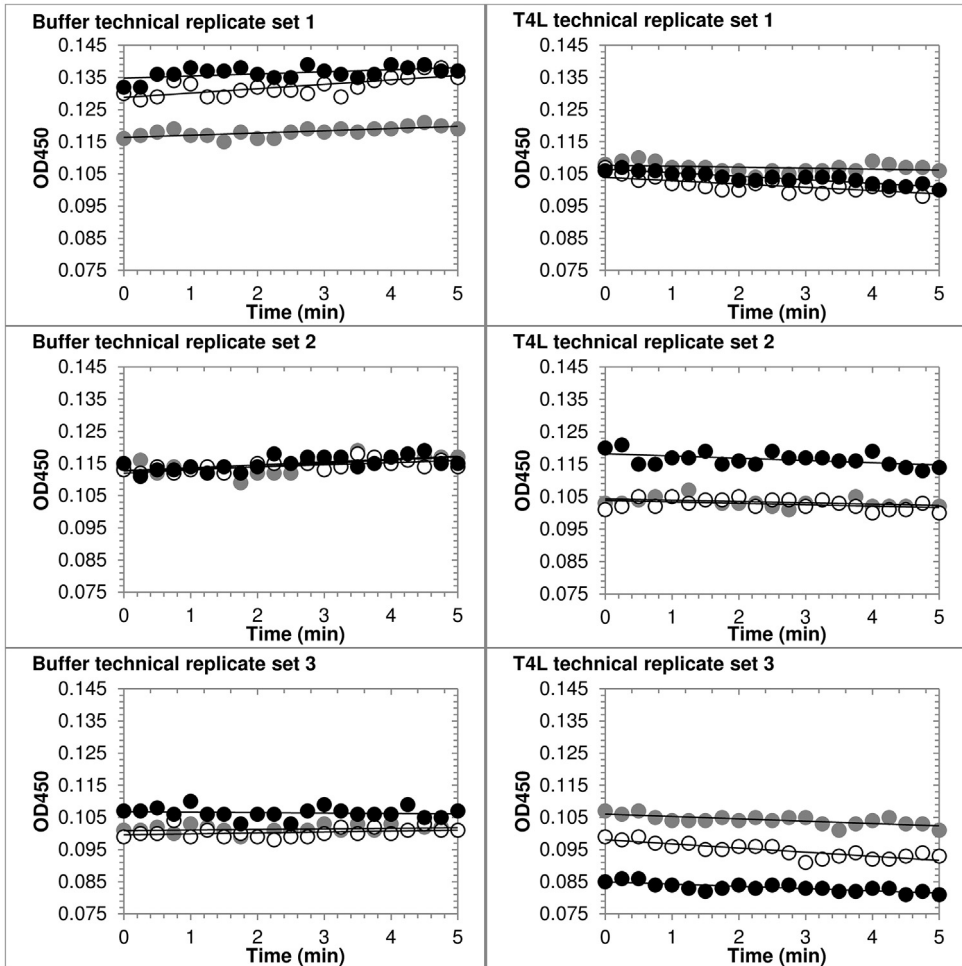 Buffer technical replicate set 1
OD450
0.145
0.135
0.125
0.115
0.105
0.095
0.085
0.075
0 1 2 3 4 5
Time (min)
T4L technical replicate set 1
OD450
0.145
0.135
0.125
0.115
0.105
0.095
0.085
0.075
0 1 2 3 4 5
Time (min)
Buffer technical replicate set 2
OD450
0.145
0.135
0.125
0.115
0.105
0.095
0.085
0.075
0 1 2 3 4 5
Time (min)
T4L technical replicate set 2
OD450
0.145
0.135
0.125
0.115
0.105
0.095
0.085
0.075
0 1 2 3 4 5
Time (min)
Buffer technical replicate set 3
OD450
0.145
0.135
0.125
0.115
0.105
0.095
0.085
0.075
0 1 2 3 4 5
Time (min)
T4L technical replicate set 3
OD450
0.145
0.135
0.125
0.115
0.105
0.095
0.085
0.075
0 1 2 3 4 5
Time (min)